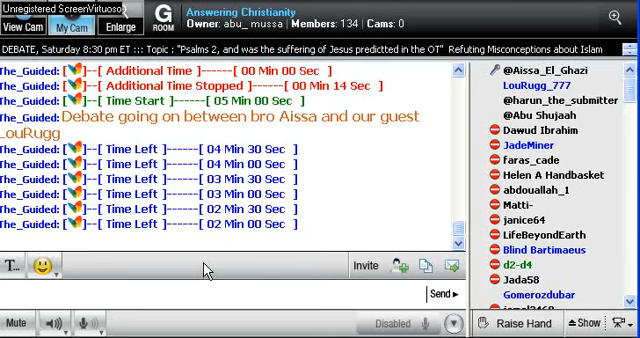 Unregistered ScreenVirtuoso
View Cam
My Cam
Enlarge
G
ROOM
Answering Christianity
Owner: abu_ mussa | Members: 134 | Cams: 0
DEBATE, Saturday 8:30 pm ET ::: Topic : "Psalms 2, and was the suffering of Jesus predictted in the OT" Refuting Misconceptions about Islam
The_Guided: [ ]--[ Additional Time ]------[ 00 Min 00 Sec ]
The_Guided: [ ]--[ Additional Time Stopped ]------[ 00 Min 14 Sec ]
The_Guided: [ ]--[ Time Start ]------[ 05 Min 00 Sec ]
The_Guided: Debate going on between bro Aissa and our guest
LouRugg
The_Guided: [ ]--[ Time Left ]------[ 04 Min 30 Sec ]
The_Guided: [ ]--[ Time Left ]------[ 04 Min 00 Sec ]
The_Guided: [ ]--[ Time Left ]------[ 03 Min 30 Sec ]
The_Guided: [ ]--[ Time Left ]------[ 03 Min 00 Sec ]
The_Guided: [ ]--[ Time Left ]------[ 02 Min 30 Sec ]
The_Guided: [ ]--[ Time Left ]------[ 02 Min 00 Sec ]
T...
Invite
Send
Mute
Disabled
@Aissa_El_Ghazi
LouRugg_777
@harun_the_submitter
@Abu Shujaah
Dawud Ibrahim
JadeMiner
faras_cade
Helen A Handbasket
abdouallah_1
Matti-
janice64
LifeBeyondEarth
Blind Bartimaeus
d2-d4
Jada58
Gomerozdubar
Raise Hand
Show